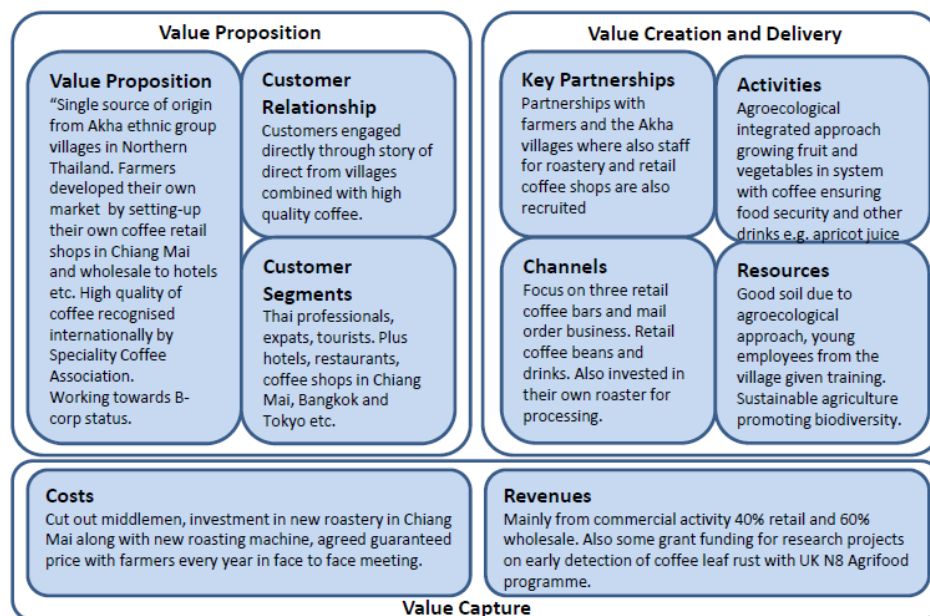 Value Proposition
Value Proposition
“Single source of origin
from Akha ethnic group
villages in Northern
Thailand. Farmers
developed their own
market by setting-up
their own coffee retail
shops in Chiang Mai
and wholesale to hotels
etc. High quality of
coffee recognised
internationally by
Speciality Coffee
Association.
Working towards B-
corp status.
Customer
Relationship
Customers engaged
directly through story of
direct from villages
combined with high
quality coffee.
Customer
Segments
Thai professionals,
expats, tourists. Plus
hotels, restaurants,
coffee shops in Chiang
Mai, Bangkok and
Tokyo etc.
Value Creation and Delivery
Key Partnerships
Partnerships with
farmers and the Akha
villages where also staff
for roastery and retail
coffee shops are also
recruited
Activities
Agroecological
integrated approach
growing fruit and
vegetables in system
with coffee ensuring
food security and other
drinks e.g. apricot juice
Channels
Focus on three retail
coffee bars and mail
order business. Retail
coffee beans and
drinks. Also invested in
their own roaster for
processing.
Resources
Good soil due to
agroecological
approach, young
employees from the
village given training.
Sustainable agriculture
promoting biodiversity.
Costs
Cut out middlemen, investment in new roastery in Chiang
Mai along with new roasting machine, agreed guaranteed
price with farmers every year in face to face meeting.
Revenues
Mainly from commercial activity 40% retail and 60%
wholesale. Also some grant funding for research projects
on early detection of coffee leaf rust with UK N8 Agrifood
programme.
Value Capture